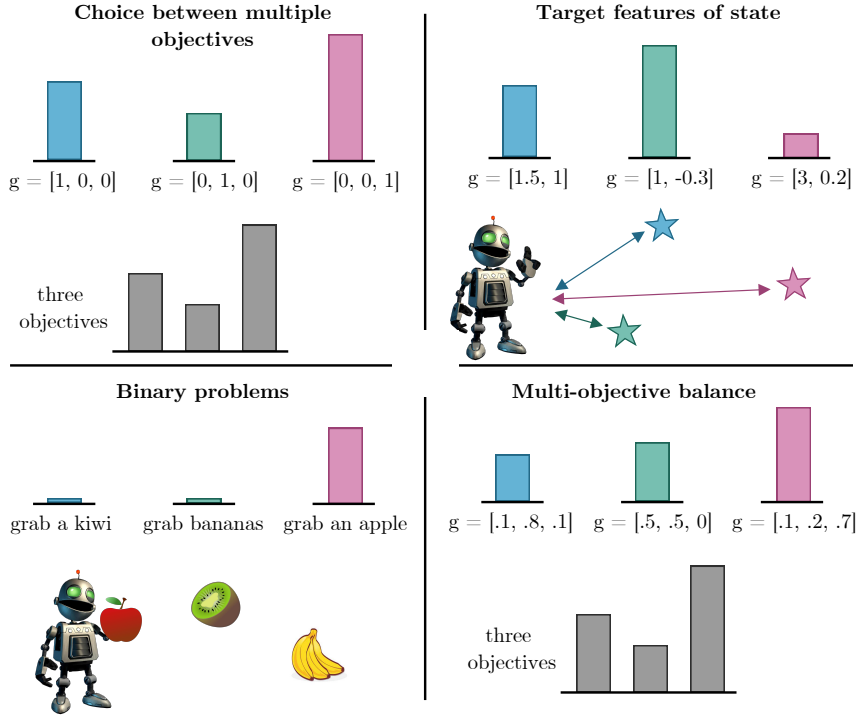 Choice between multiple
objectives
g = [1, 0, 0]
g = [0, 1, 0]
g = [0, 0, 1]
three
objectives
Target features of state
g = [1.5, 1]
g = [1, -0.3]
g = [3, 0.2]
Binary problems
grab a kiwi
grab bananas
grab an apple
Multi-objective balance
g = [.1, .8, .1]
g = [.5, .5, 0]
g = [.1, .2, .7]
three
objectives